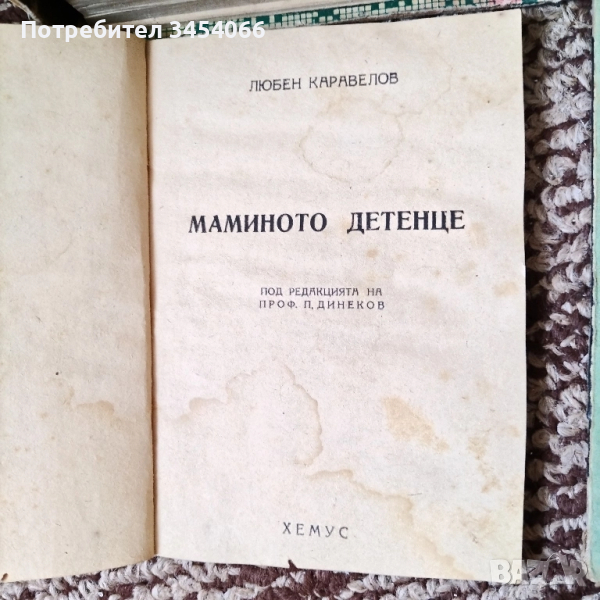 Потребител 3454066
ЛЮБЕН КАРАВЕЛОВ
МАМИНОТО ДЕТЕНЦЕ
ПОД РЕДАКЦИЯТА НА
ПРОФ. П. ДИНЕКОВ
ХЕМУС